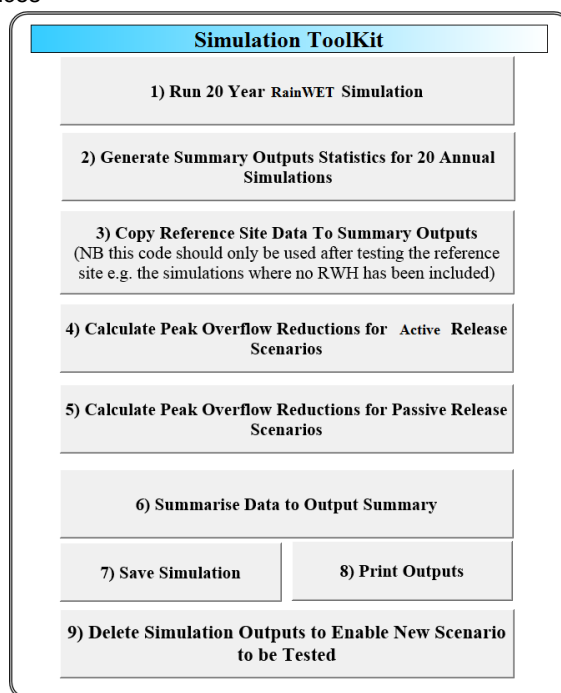 Simulation ToolKit
1) Run 20 Year RainWET Simulation
2) Generate Summary Outputs Statistics for 20 Annual
Simulations
3) Copy Reference Site Data To Summary Outputs
(NB this code should only be used after testing the reference
site e.g. the simulations where no RWH has been included)
4) Calculate Peak Overflow Reductions for Active Release
Scenarios
5) Calculate Peak Overflow Reductions for Passive Release
Scenarios
6) Summarise Data to Output Summary
7) Save Simulation
8) Print Outputs
9) Delete Simulation Outputs to Enable New Scenario
to be Tested